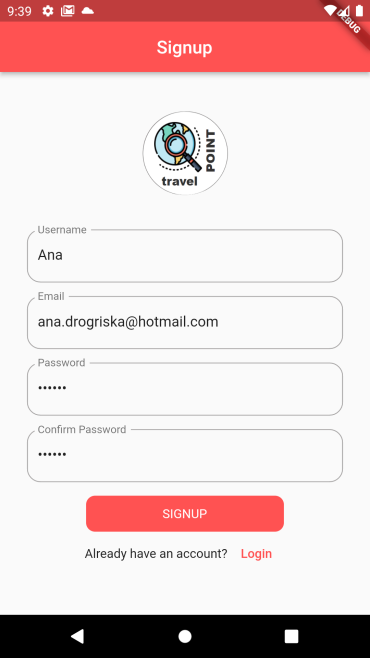 9:39
DEBUG
Signup
POINT
travel
Username
Ana
Email
ana.drogriska@hotmail.com
Password
••••••
Confirm Password
••••••
SIGNUP
Already have an account? Login